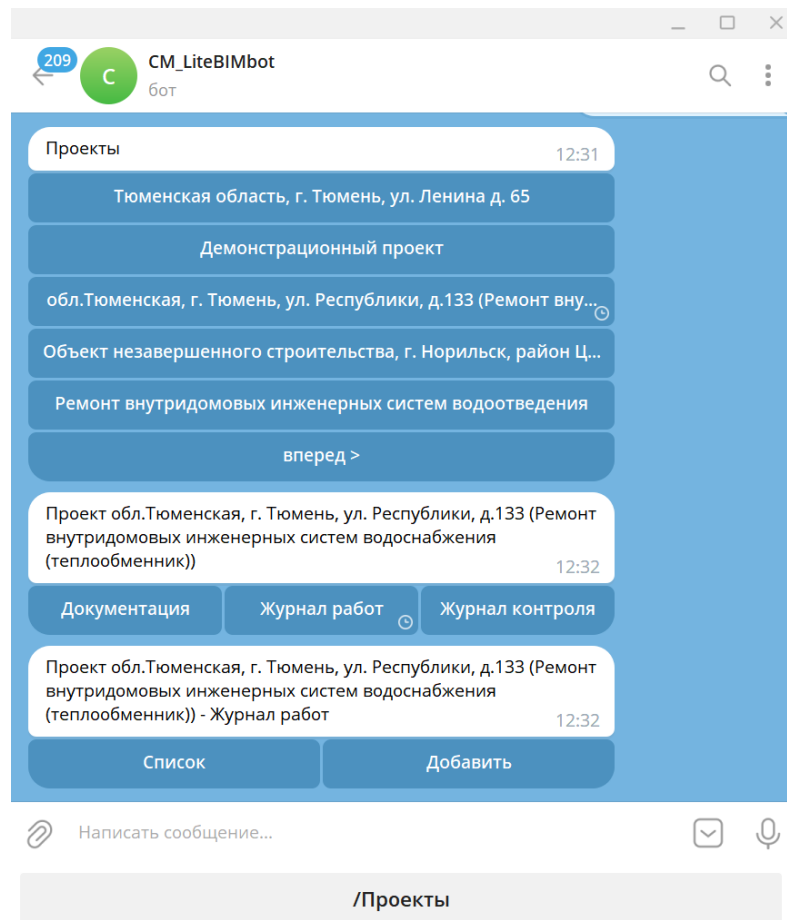 209
C
CM_LiteBIMbot
бот
Проекты
12:31
Тюменская область, г. Тюмень, ул. Ленина д. 65
Демонстрационный проект
обл.Тюменская, г. Тюмень, ул. Республики, д.133 (Ремонт вну...
Объект незавершенного строительства, г. Норильск, район Ц...
Ремонт внутридомовых инженерных систем водоотведения
вперед >
Проект обл.Тюменская, г. Тюмень, ул. Республики, д.133 (Ремонт
внутридомовых инженерных систем водоснабжения
(теплообменник))
12:32
Документация Журнал работ Журнал контроля
Проект обл.Тюменская, г. Тюмень, ул. Республики, д.133 (Ремонт
внутридомовых инженерных систем водоснабжения
(теплообменник)) - Журнал работ
12:32
Список Добавить
Написать сообщение...
/Проекты